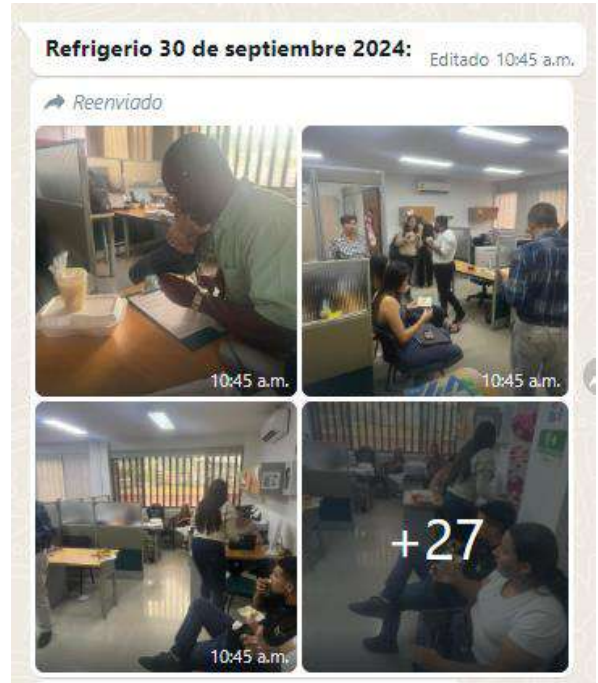 Refrigerio 30 de septiembre 2024:
Editado 10:45 a.m.
Reenviado
10:45 a.m.
10:45 a.m.
10:45 a.m.
+27